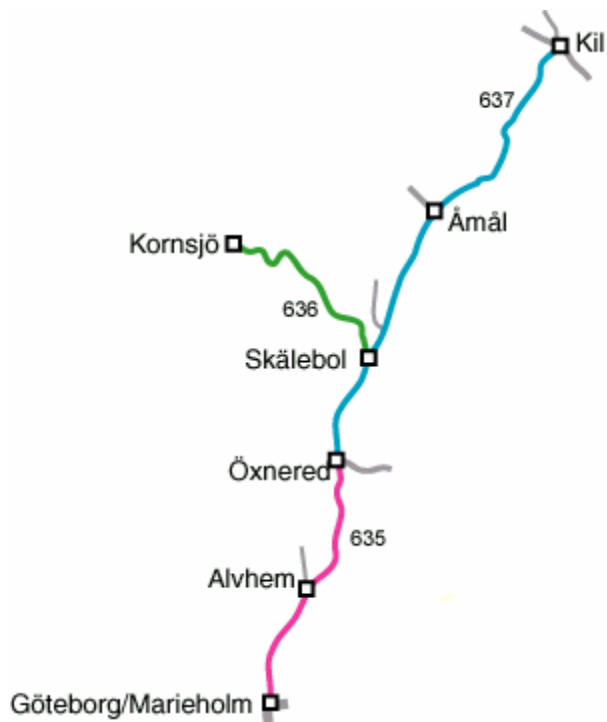 Kil
637
Åmål
Kornsjö
636
Skälebol
Öxnered
635
Alvhem
Göteborg/Marieholm